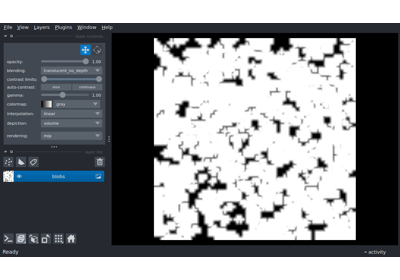 File View Layers Plugins Window Help
opacity: 1.00
blending: translucent_no_depth
contrast limits:
auto-contrast: once continuous
gamma: 1.00
colormap: gray
interpolation: linear
depiction: volume
rendering: mip
blobs
Ready
activity